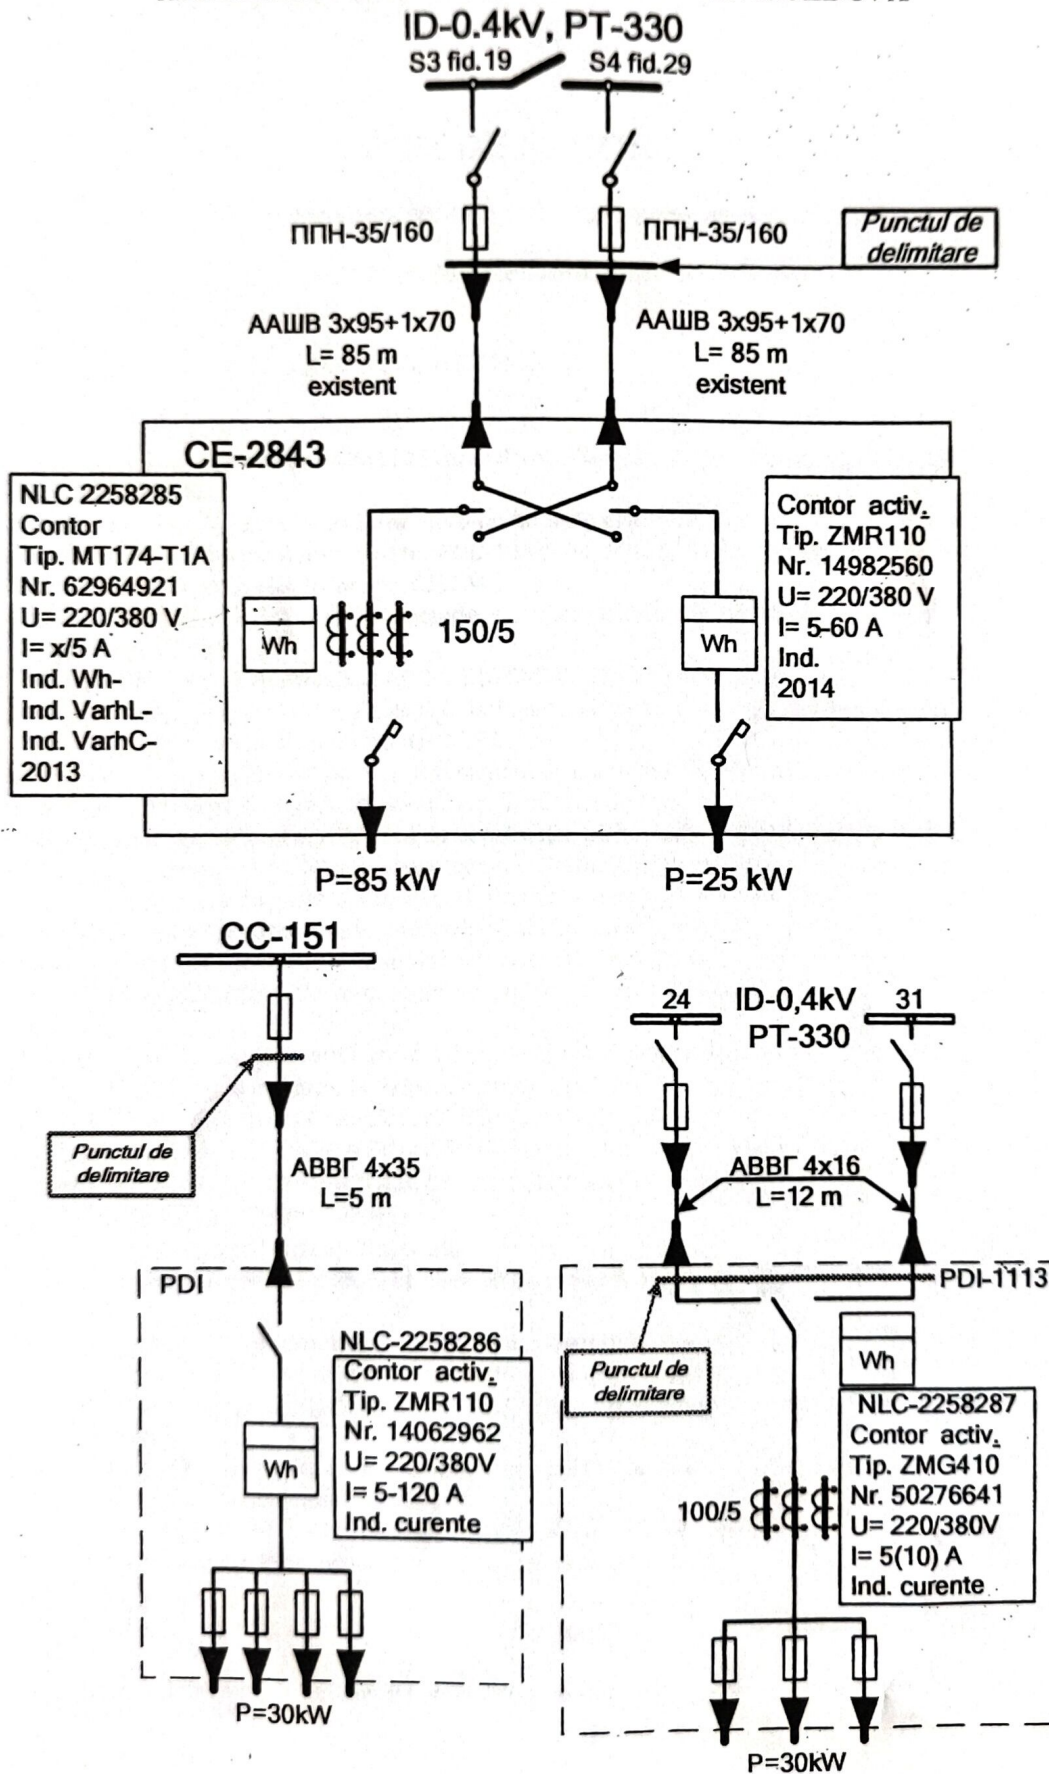 ID-0.4kV, PT-330
S3 fid.19
S4 fid.29
ППН-35/160
ППН-35/160
Punctul de
delimitare
ААШВ 3x95+1x70
L= 85 m
existent
ААШВ 3x95+1x70
L= 85 m
existent
CE-2843
NLC 2258285
Contor
Tip. MT174-T1A
Nr. 62964921
U= 220/380 V
I= x/5 A
Ind. Wh-
Ind. VarhL-
Ind. VarhC-
2013
Wh
150/5
Wh
Contor activ.
Tip. ZMR110
Nr. 14982560
U= 220/380 V
I= 5-60 A
Ind.
2014
P=85 kW
P=25 kW
CC-151
Punctul de
delimitare
АВВГ 4x35
L=5 m
PDI
NLC-2258286
Contor activ.
Tip. ZMR110
Nr. 14062962
U= 220/380V
I= 5-120 A
Ind. curente
Wh
P=30kW
24
ID-0,4kV
PT-330
31
АВВГ 4x16
L=12 m
PDI-1113
Punctul de
delimitare
Wh
NLC-2258287
Contor activ.
Tip. ZMG410
Nr. 50276641
U= 220/380V
I= 5(10) A
Ind. curente
100/5
P=30kW